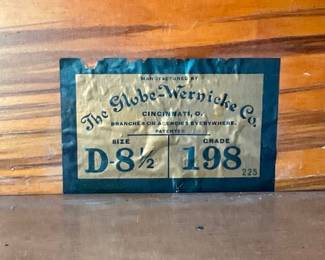 MANUFACTURED BY
The Globe-Wernicke Co.
CINCINNATI, O.
BRANCHES OR AGENCIES EVERYWHERE.
PATENTED
SIZE GRADE
D-8½ 198
225